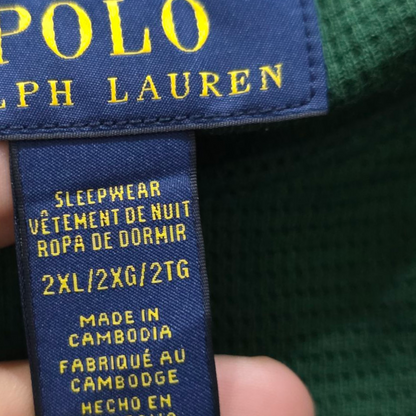 POLO
LPH LAUREN
SLEEPWEAR
VÊTEMENT DE NUIT
ROPA DE DORMIR
2XL/2XG/2TG
MADE IN
CAMBODIA
FABRIQUÉ AU
CAMBODGE
HECHO EN